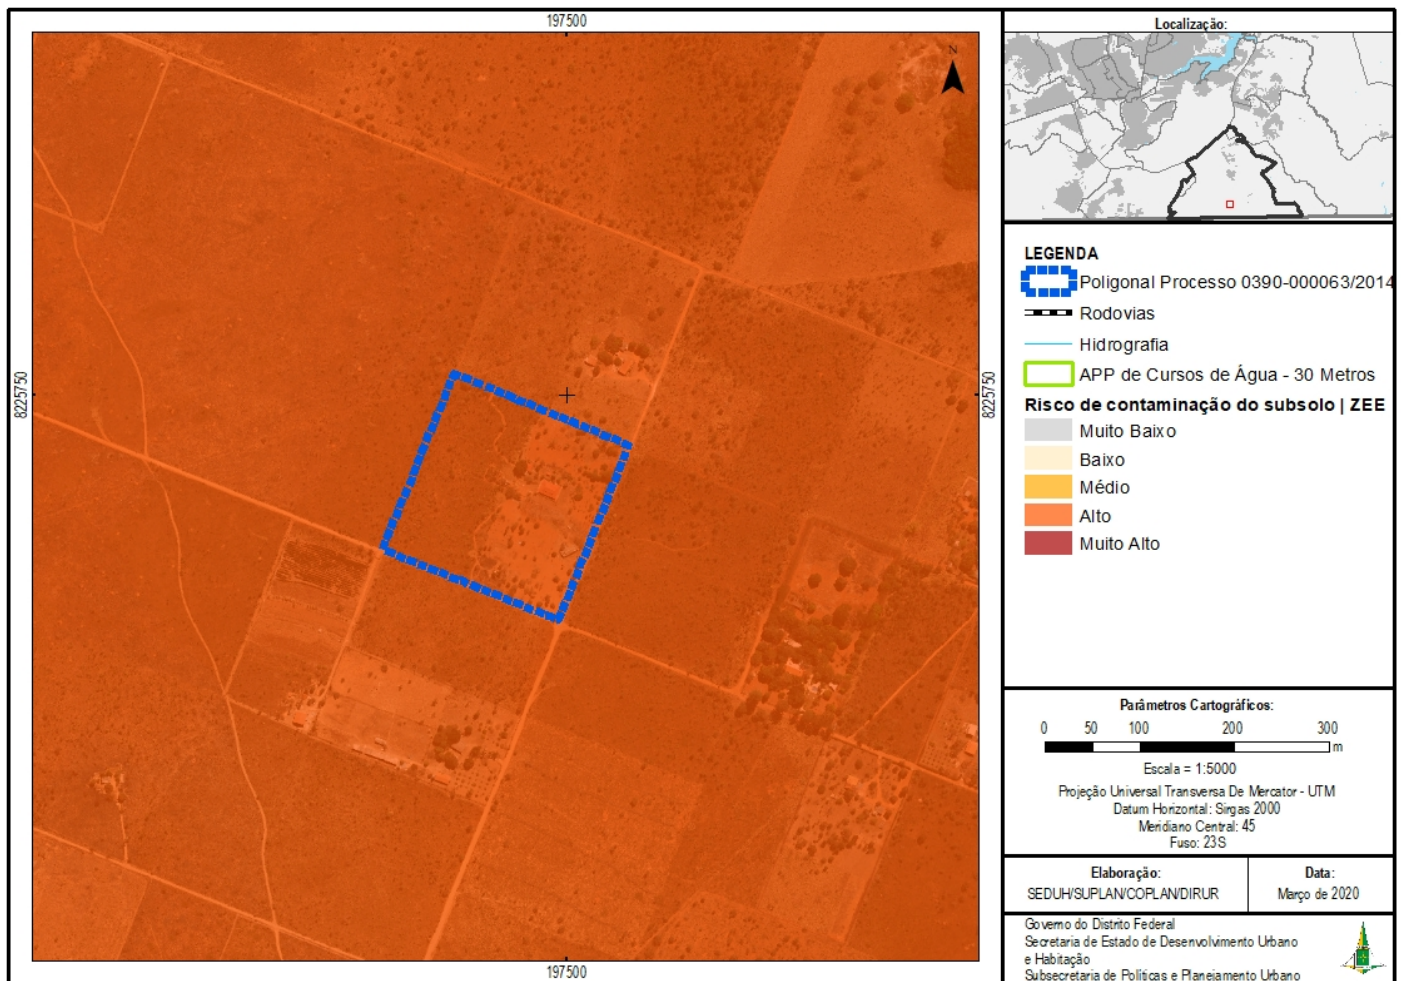 197500
Localização:
N
8225750
8225750
LEGENDA
Poligonal Processo 0390-000063/2014
Rodovias
Hidrografia
APP de Cursos de Água - 30 Metros
Risco de contaminação do subsolo | ZEE
Muito Baixo
Baixo
Médio
Alto
Muito Alto
Parâmetros Cartográficos:
0 50 100 200 300
m
Escala = 1:5000
Projeção Universal Transversa De Mercator - UTM
Datum Horizontal: Sirgas 2000
Meridiano Central: 45
Fuso: 23S
Elaboração:
SEDUH/SUPLAN/COPLAN/DIRUR
Data:
Março de 2020
Governo do Distrito Federal
Secretaria de Estado de Desenvolvimento Urbano
e Habitação
Subsecretaria de Políticas e Planejamento Urbano
197500